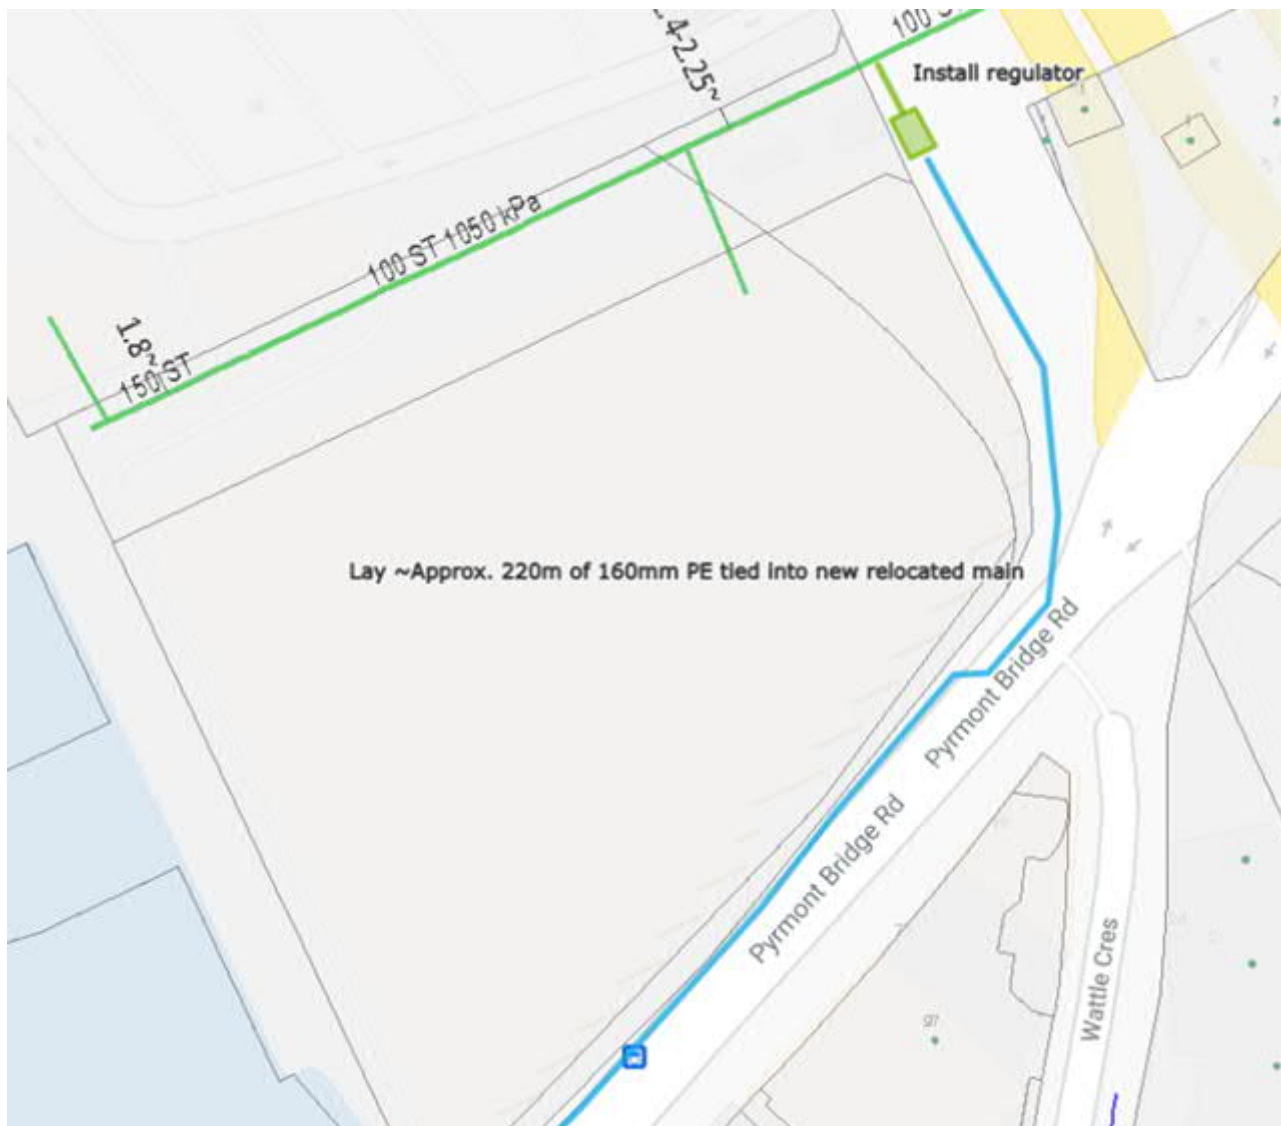 100 S
4-2.25~
Install regulator
100 ST 1050 kPa
1.8~
150 ST
Lay ~Approx. 220m of 160mm PE tied into new relocated main
Pyrmont Bridge Rd
Pyrmont Bridge Rd
Wattle Cres
97